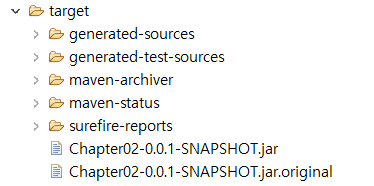 target
generated-sources
generated-test-sources
maven-archiver
maven-status
surefire-reports
Chapter02-0.0.1-SNAPSHOT.jar
Chapter02-0.0.1-SNAPSHOT.jar.original